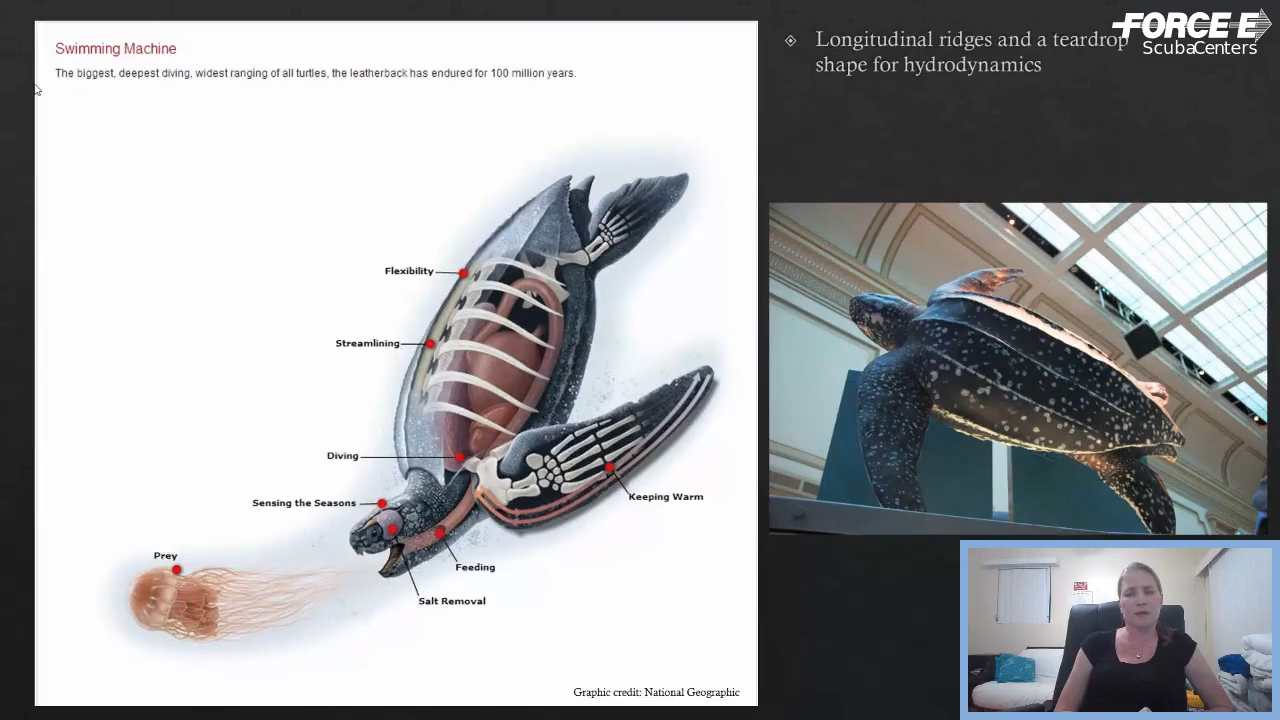 Swimming Machine
The biggest, deepest diving, widest ranging of all turtles, the leatherback has endured for 100 million years.
Flexibility
Streamlining
Diving
Sensing the Seasons
Keeping Warm
Prey
Feeding
Salt Removal
Graphic credit: National Geographic
Longitudinal ridges and a teardrop
shape for hydrodynamics
FORCE E
ScubaCenters